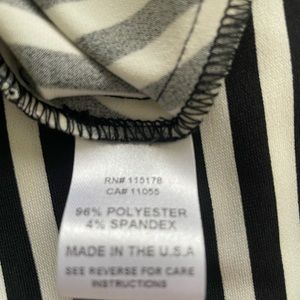 RN# 115178
CA# 11055
96% POLYESTER
4% SPANDEX
MADE IN THE U.S.A
SEE REVERSE FOR CARE
INSTRUCTIONS